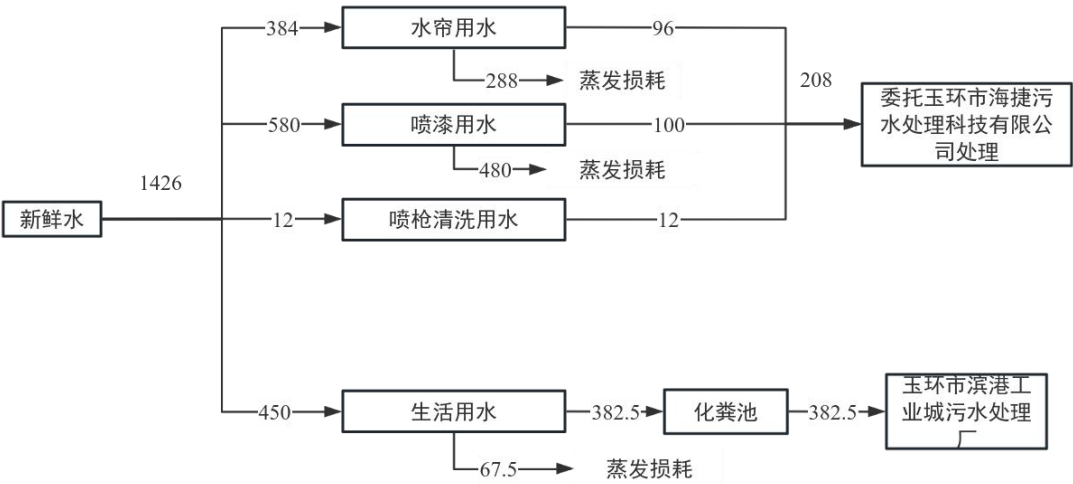 384
水帘用水
96
288
蒸发损耗
208
580
喷漆用水
100
委托玉环市海捷污
水处理科技有限公
司处理
480
蒸发损耗
1426
新鲜水
12
喷枪清洗用水
12
450
生活用水
382.5
化粪池
382.5
玉环市滨港工
业城污水处理
厂
67.5
蒸发损耗